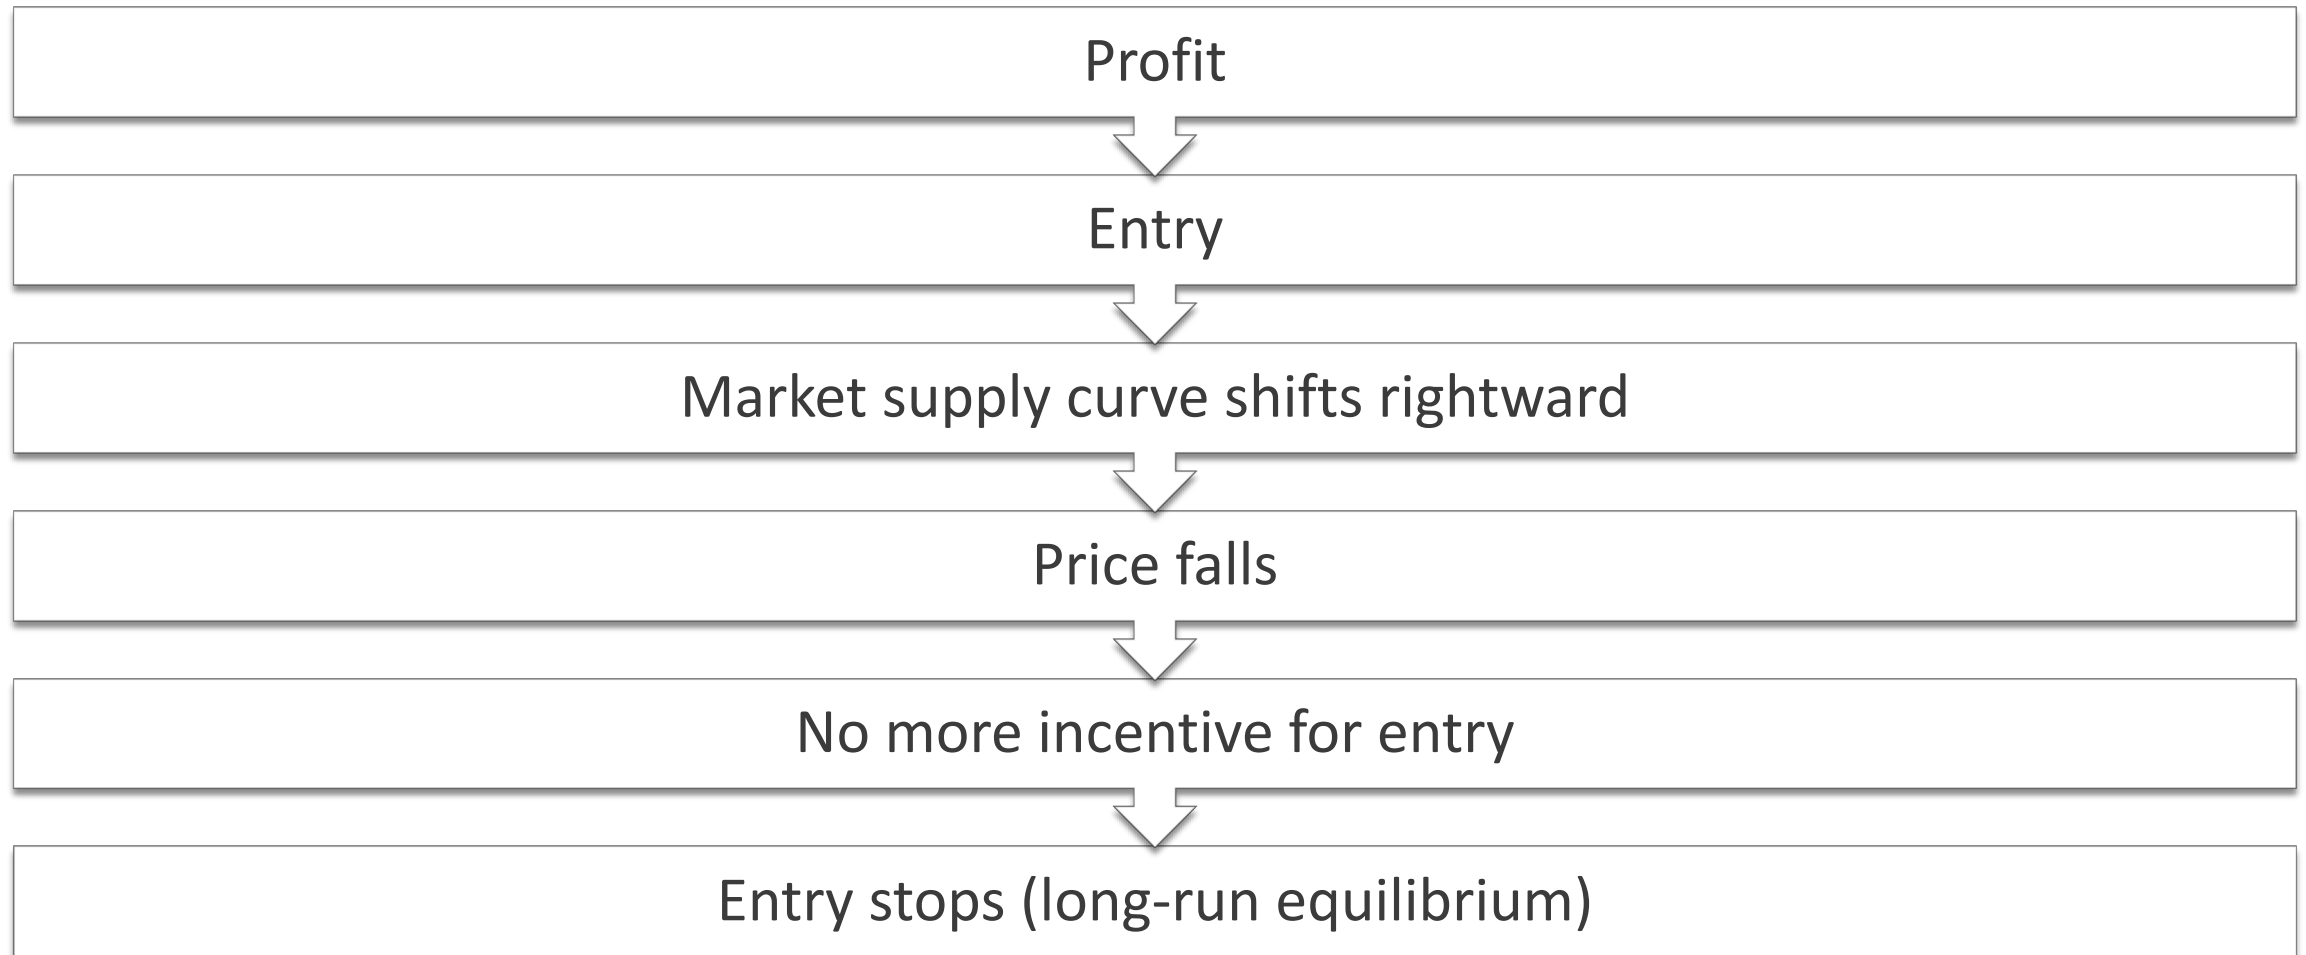 Profit
Entry
Market supply curve shifts rightward
Price falls
No more incentive for entry
Entry stops (long-run equilibrium)